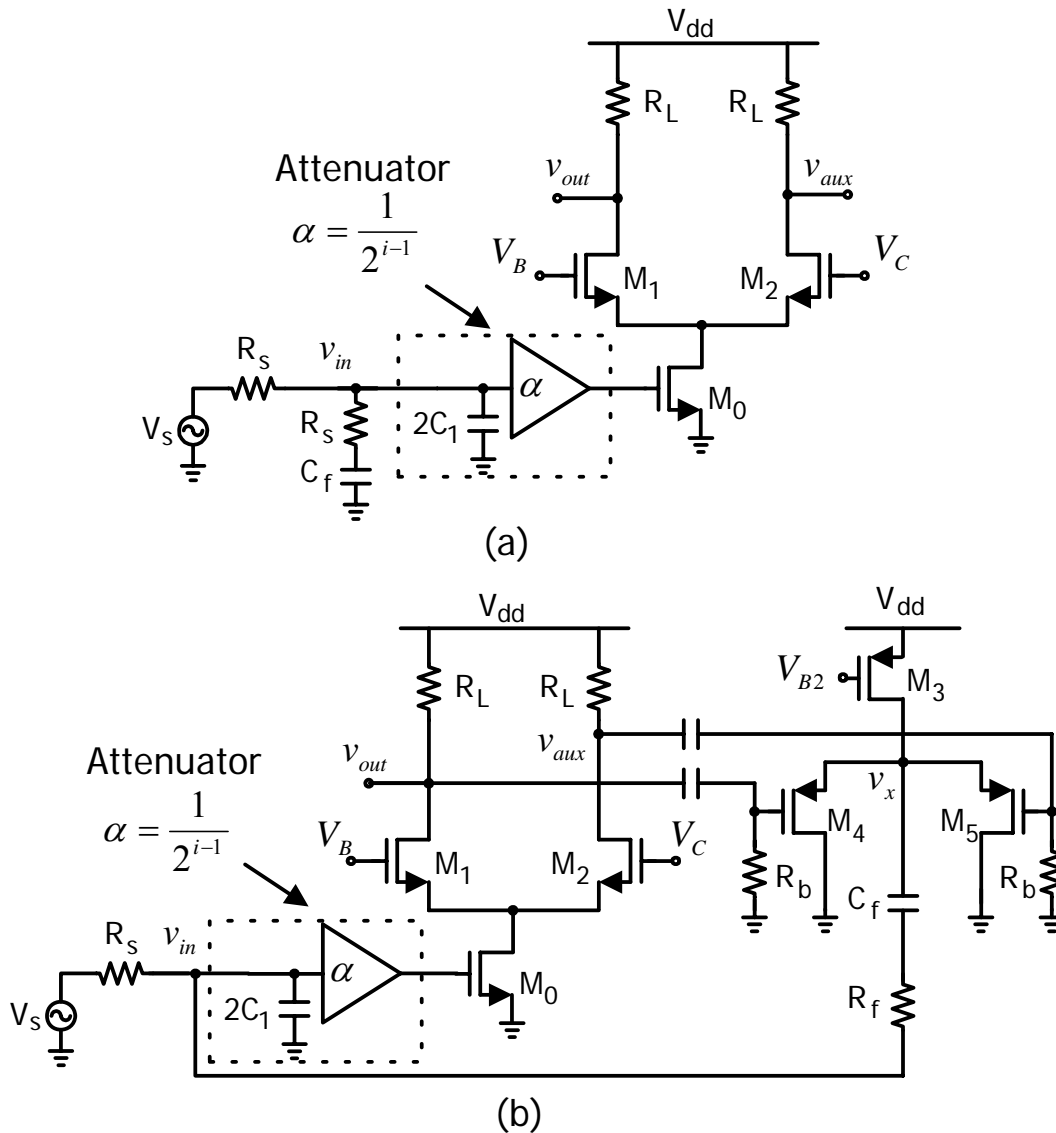 V_dd
R_L R_L
v_out v_aux
Attenuator
α = 1/2^{i−1}
V_B M_1 M_2 V_C
R_s v_in
V_s R_s 2C_1 α M_0
C_f
(a)
V_dd V_dd
R_L R_L V_{B2} M_3
v_out v_aux v_x
Attenuator
α = 1/2^{i−1}
V_B M_1 M_2 V_C M_4 M_5
R_b C_f R_b
R_s v_in
V_s 2C_1 α M_0 R_f
(b)